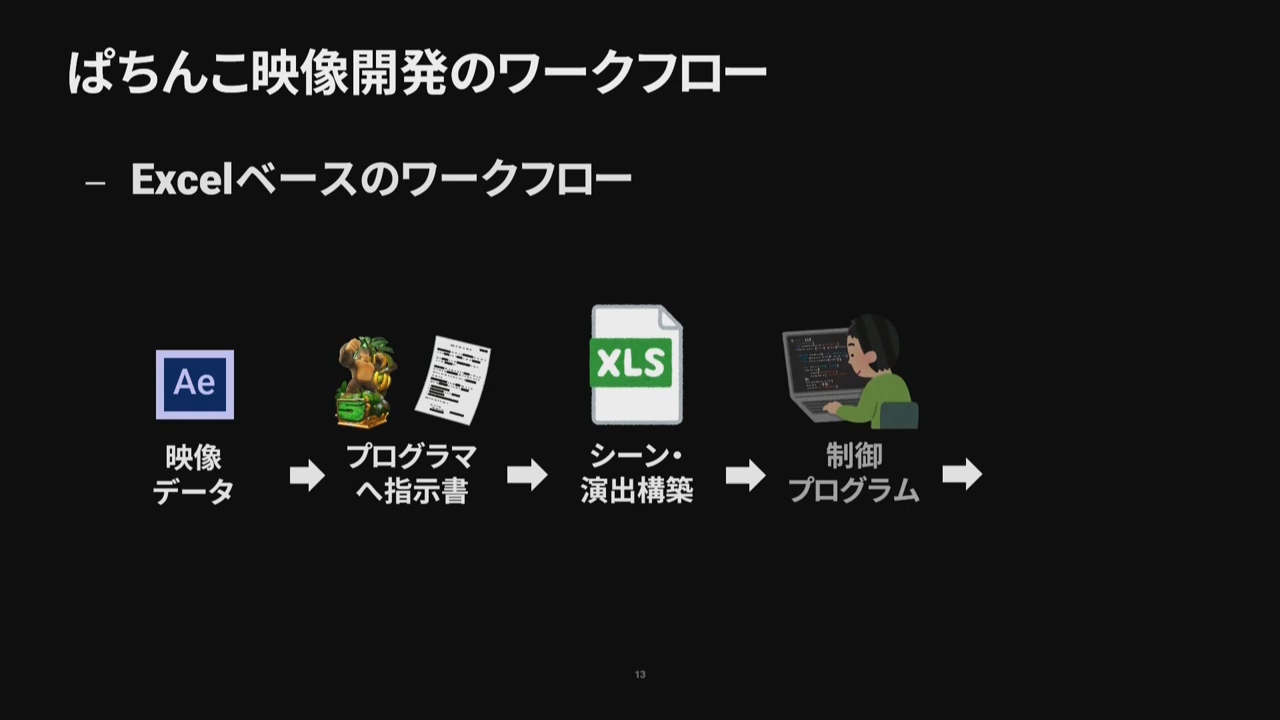 ぱちんこ映像開発のワークフロー
– Excelベースのワークフロー
Ae
XLS
映像
データ
プログラマ
へ指示書
シーン・
演出構築
制御
プログラム
13